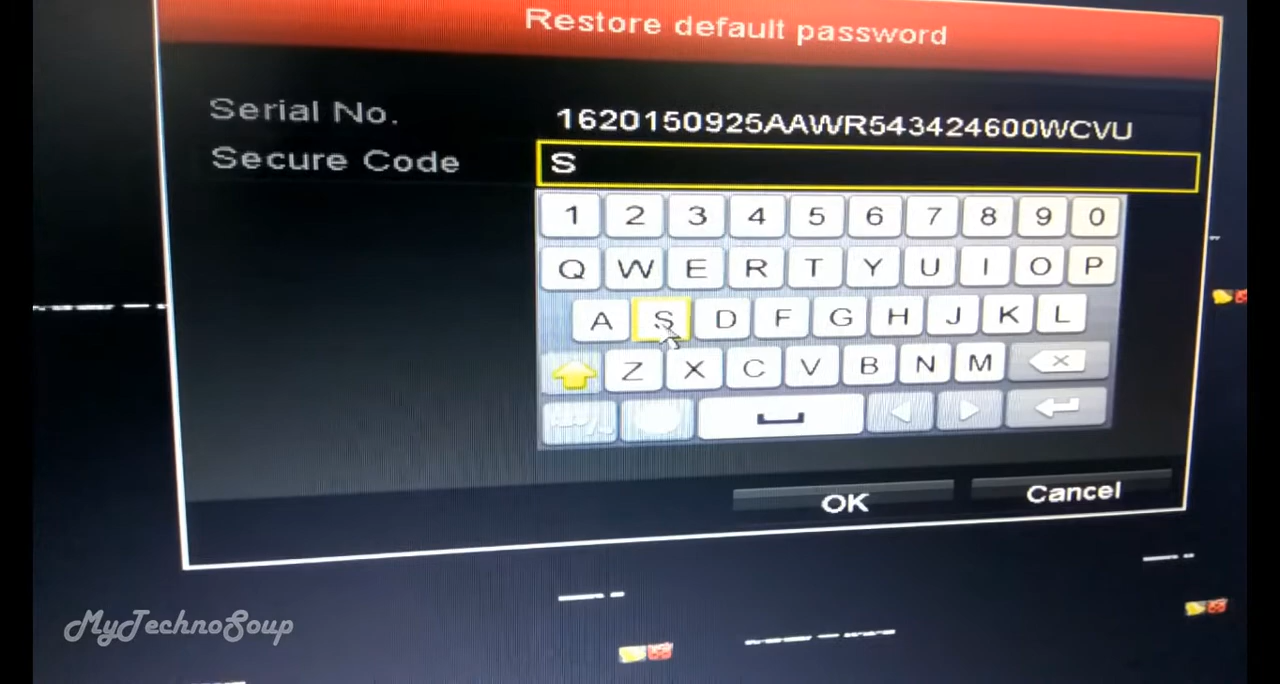 Restore default password
Serial No. 1620150925AAWR543424600WCVU
Secure Code S
1 2 3 4 5 6 7 8 9 0
Q W E R T Y U I O P
A S D F G H J K L
Z X C V B N M
OK Cancel
MyTechnoSoup